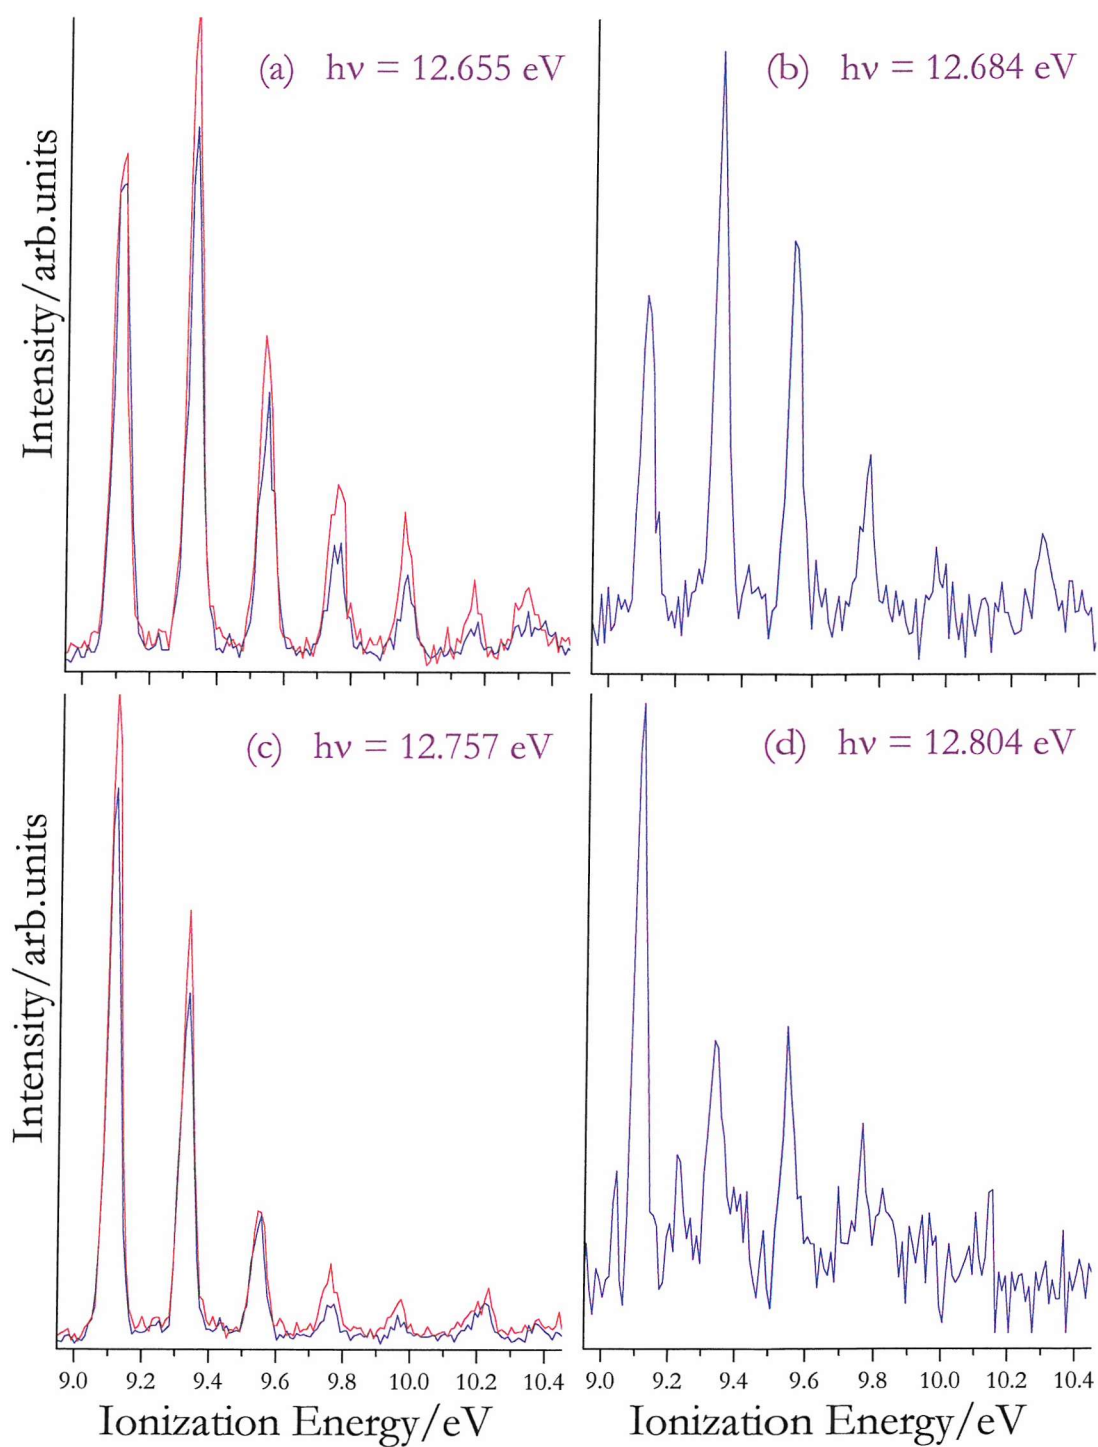 (a) hν = 12.655 eV
(b) hν = 12.684 eV
Intensity/arb.units
(c) hν = 12.757 eV
(d) hν = 12.804 eV
Intensity/arb.units
9.0 9.2 9.4 9.6 9.8 10.0 10.2 10.4
9.0 9.2 9.4 9.6 9.8 10.0 10.2 10.4
Ionization Energy/eV
Ionization Energy/eV